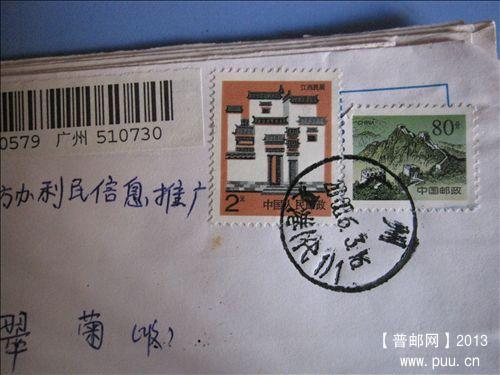 0579 广州 510730
江西民居
2元
中国人民邮政
CHINA
80分
中国邮政
办利民信息推广
翠菊
州
【普邮网】2013
www.puu.cn